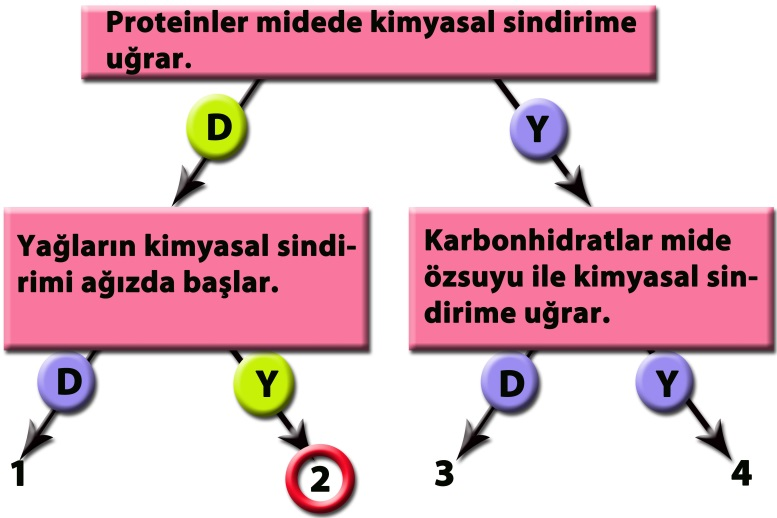 Proteinler midede kimyasal sindirime
uğrar.
D
Y
Yağların kimyasal sindi-
rimi ağızda başlar.
Karbonhidratlar mide
özsuyu ile kimyasal sin-
dirime uğrar.
D
Y
D
Y
1
2
3
4